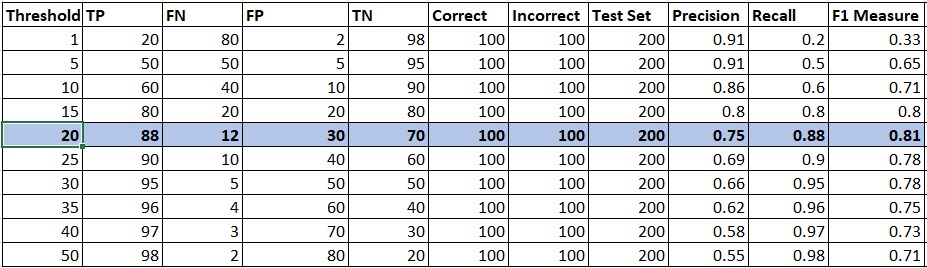 Threshold TP FN FP TN Correct Incorrect Test Set Precision Recall F1 Measure
1 20 80 2 98 100 100 200 0.91 0.2 0.33
5 50 50 5 95 100 100 200 0.91 0.5 0.65
10 60 40 10 90 100 100 200 0.86 0.6 0.71
15 80 20 20 80 100 100 200 0.8 0.8 0.8
20 88 12 30 70 100 100 200 0.75 0.88 0.81
25 90 10 40 60 100 100 200 0.69 0.9 0.78
30 95 5 50 50 100 100 200 0.66 0.95 0.78
35 96 4 60 40 100 100 200 0.62 0.96 0.75
40 97 3 70 30 100 100 200 0.58 0.97 0.73
50 98 2 80 20 100 100 200 0.55 0.98 0.71